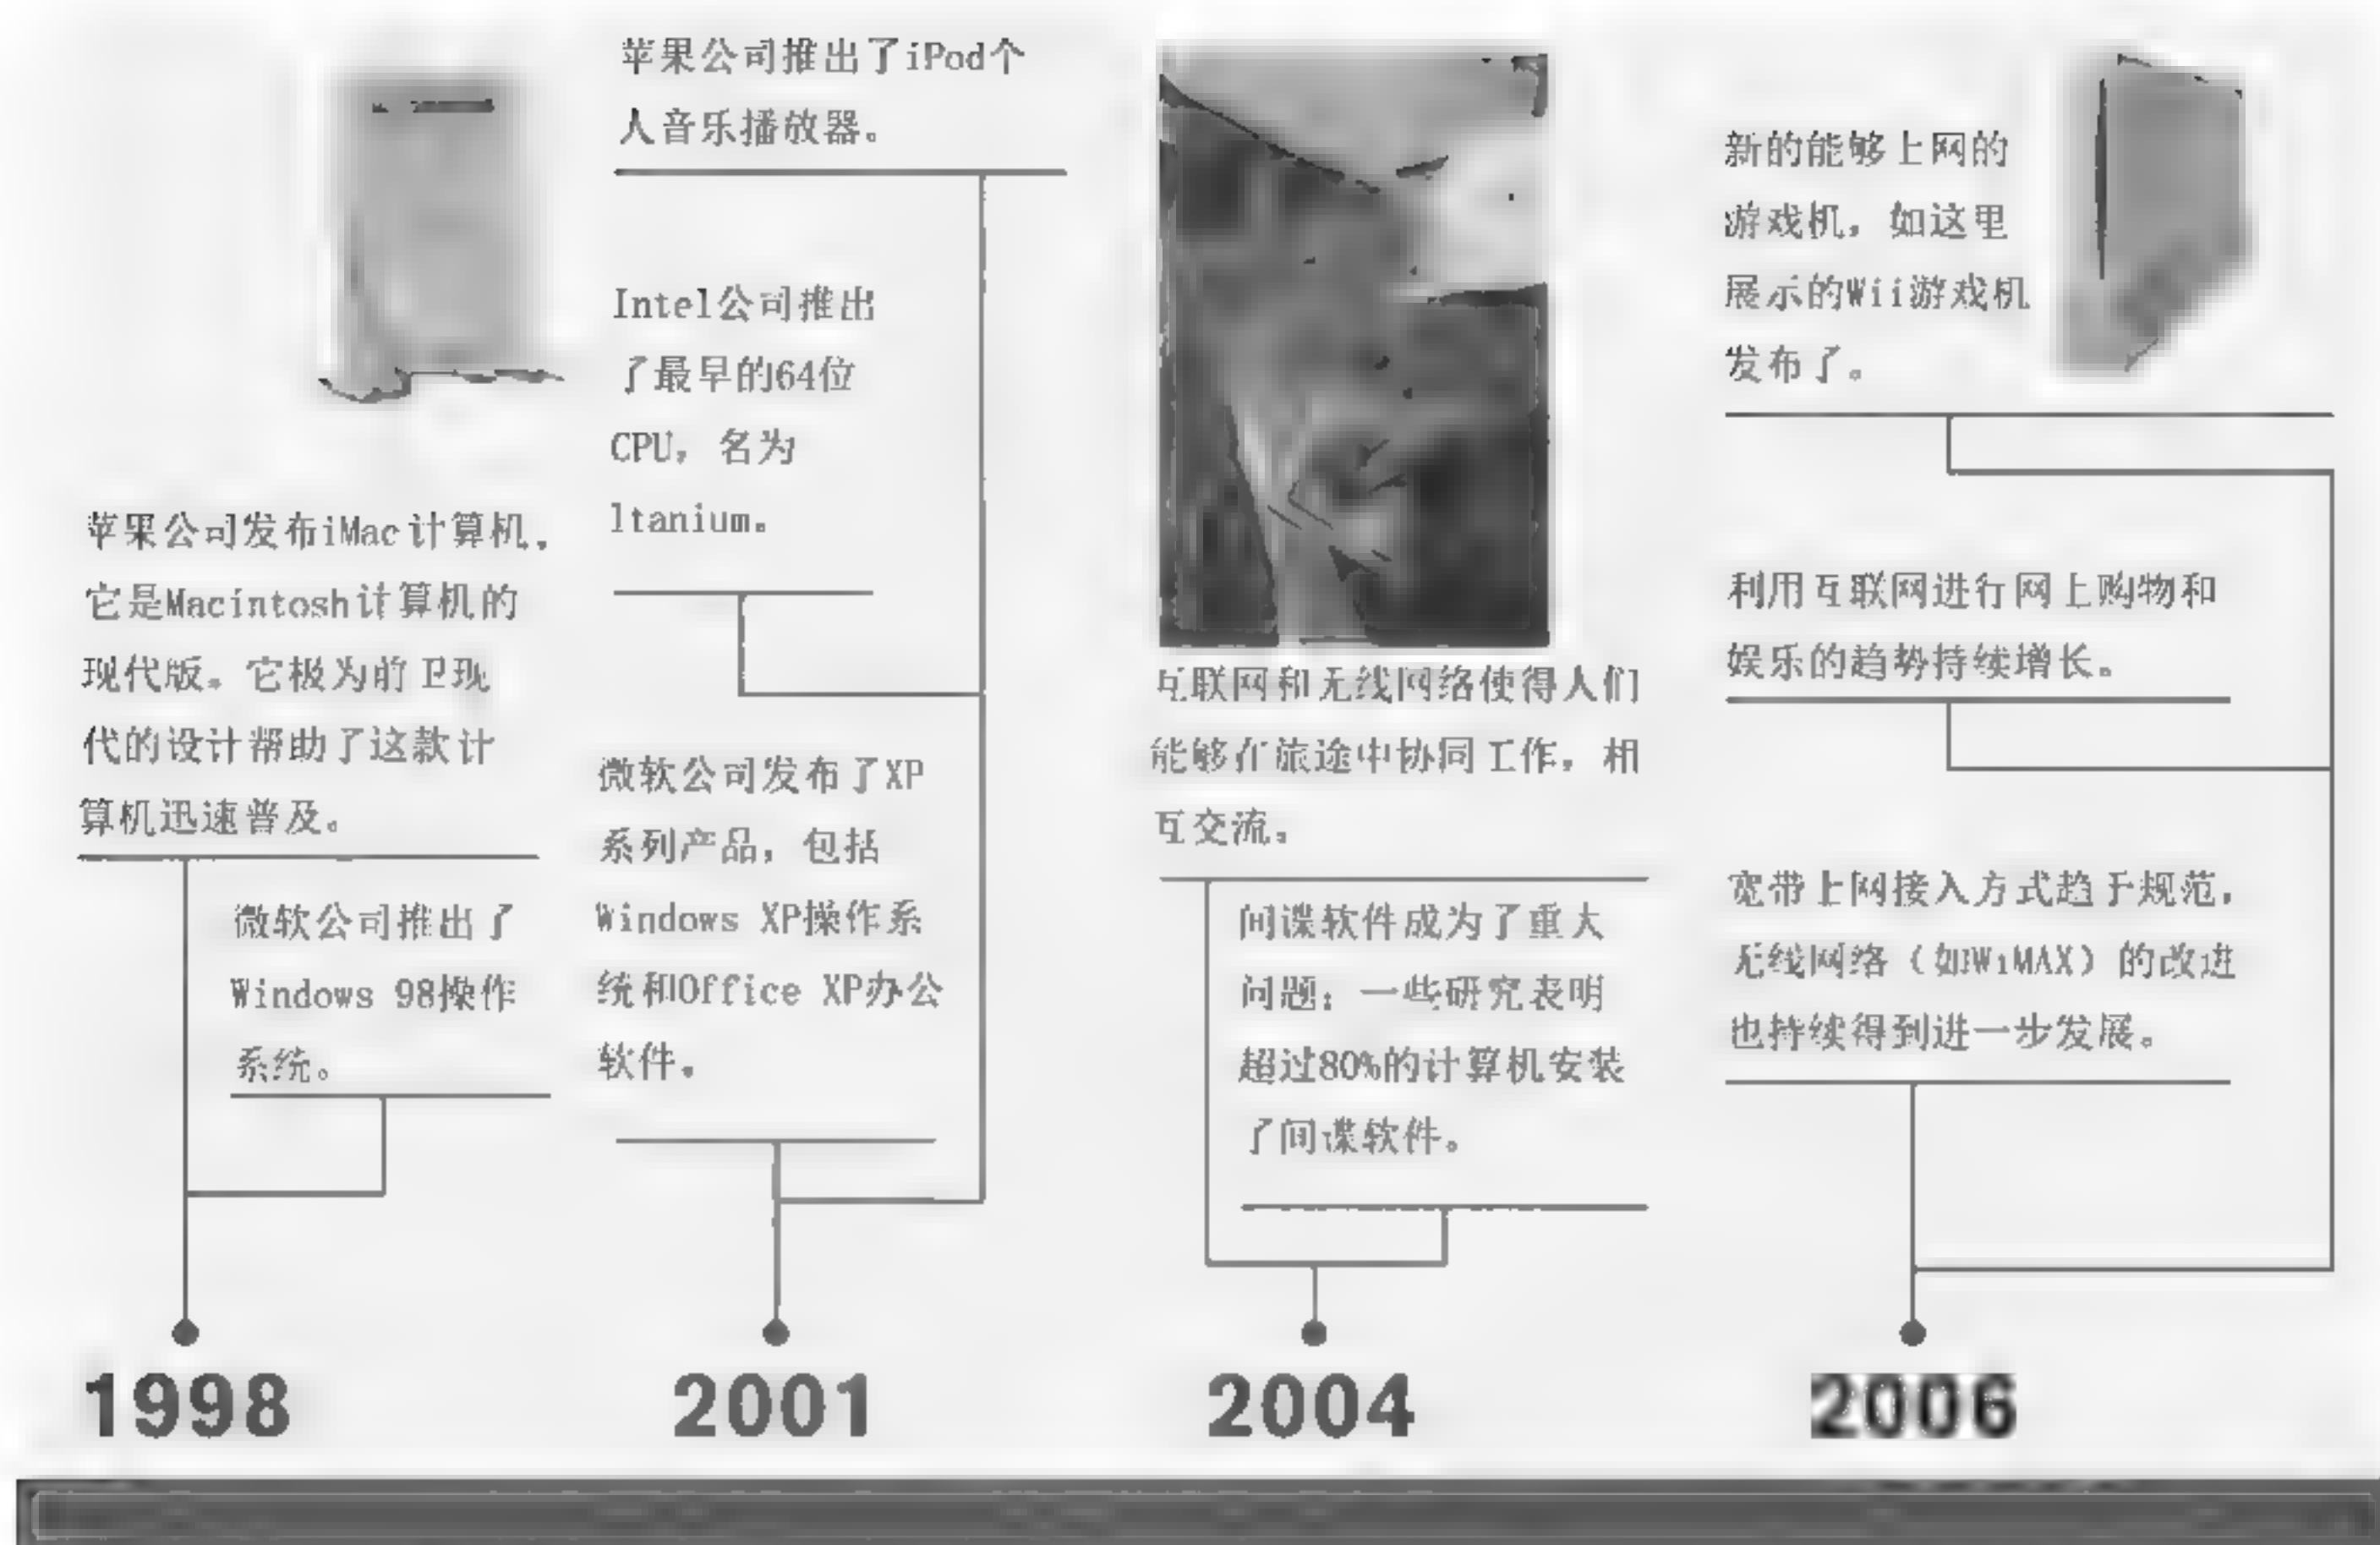 苹果公司发布iMac计算机，
它是Macintosh计算机的
现代版。它极为前卫现
代的设计帮助了这款计
算机迅速普及。
微软公司推出了
Windows 98操作
系统。
1998
苹果公司推出了iPod个
人音乐播放器。
Intel公司推出
了最早的64位
CPU，名为
ltanium。
微软公司发布了XP
系列产品，包括
Windows XP操作系
统和Office XP办公
软件。
2001
互联网和无线网络使得人们
能够在旅途中协同工作，相
互交流。
间谍软件成为了重大
问题；一些研究表明
超过80%的计算机安装
了间谍软件。
2004
新的能够上网的
游戏机，如这里
展示的Wii游戏机
发布了。
利用互联网进行网上购物和
娱乐的趋势持续增长。
宽带上网接入方式趋于规范，
无线网络（如WiMAX）的改进
也持续得到进一步发展。
2006